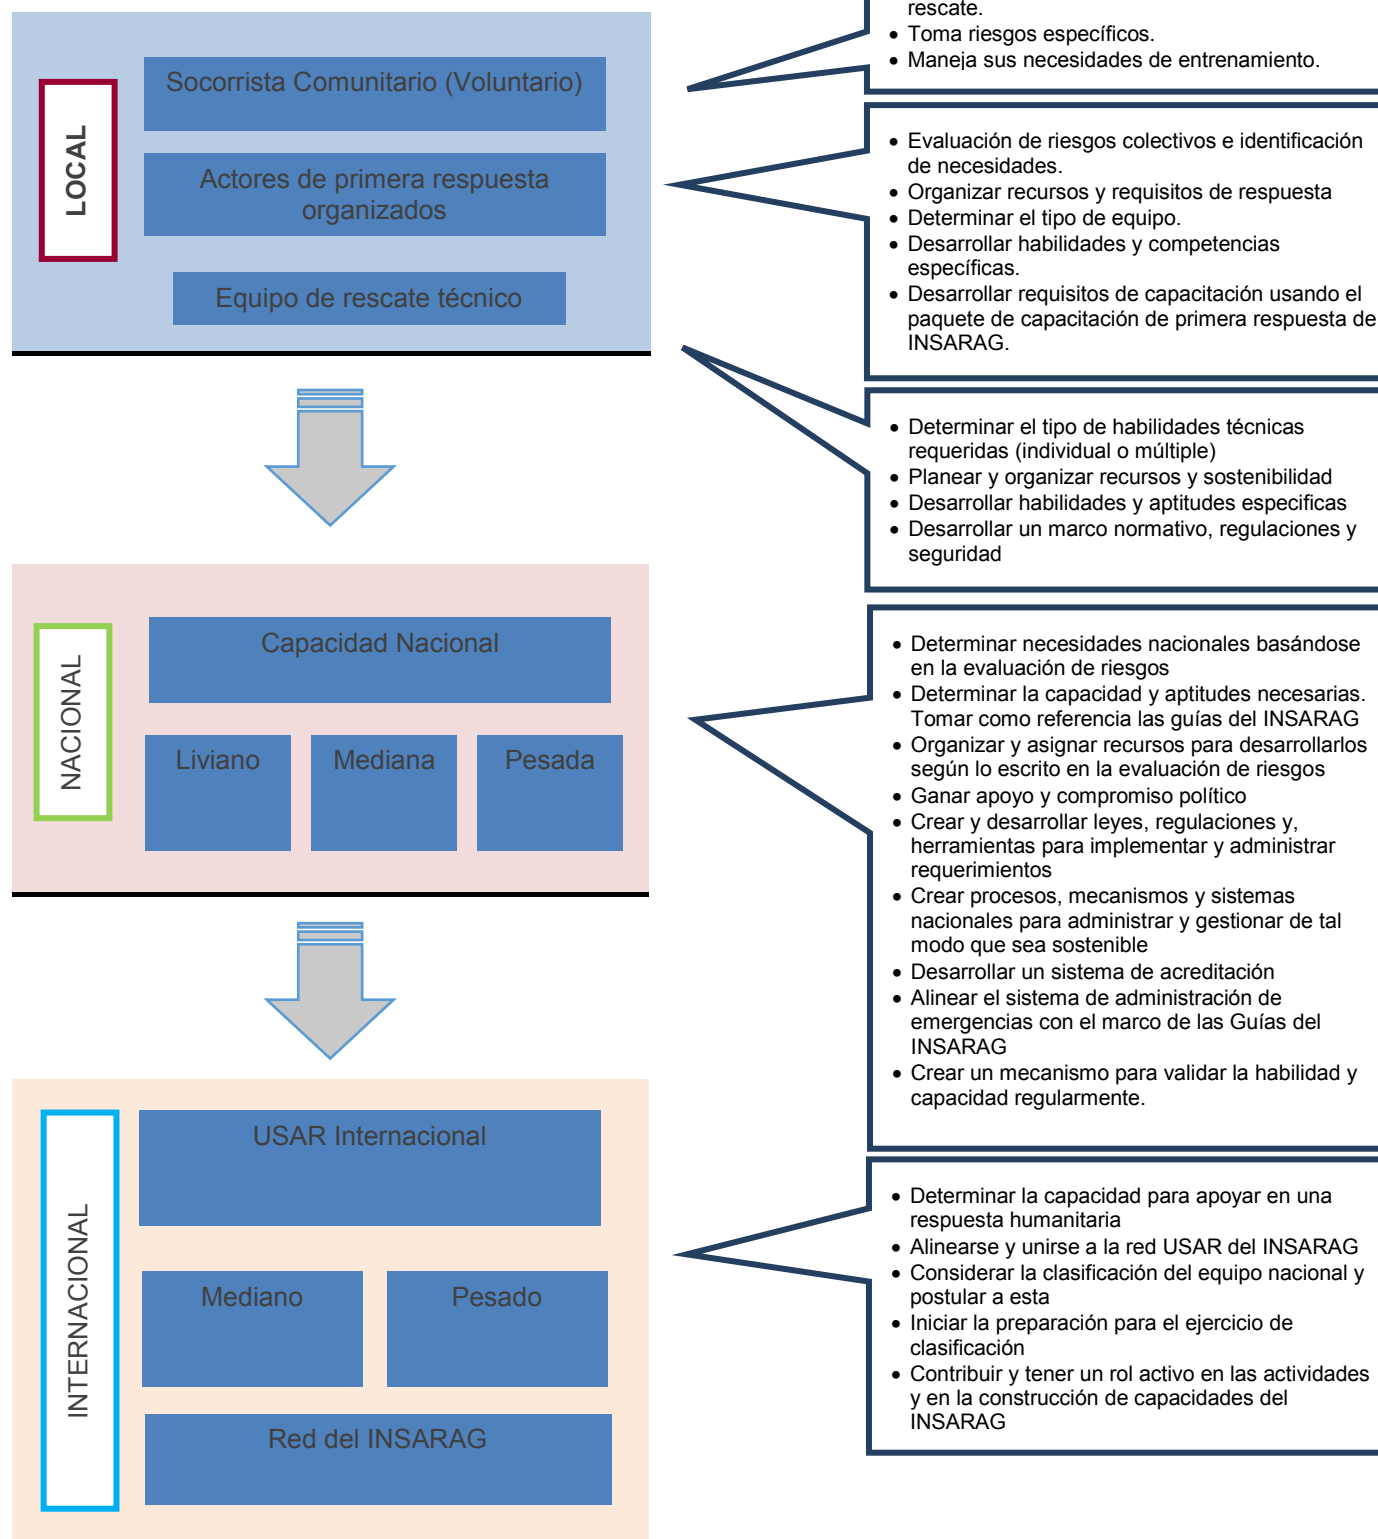 LOCAL
Socorrista Comunitario (Voluntario)
Actores de primera respuesta
organizados
Equipo de rescate técnico
rescate.
• Toma riesgos específicos.
• Maneja sus necesidades de entrenamiento.
• Evaluación de riesgos colectivos e identificación
de necesidades.
• Organizar recursos y requisitos de respuesta
• Determinar el tipo de equipo.
• Desarrollar habilidades y competencias
específicas.
• Desarrollar requisitos de capacitación usando el
paquete de capacitación de primera respuesta de
INSARAG.
• Determinar el tipo de habilidades técnicas
requeridas (individual o múltiple)
• Planear y organizar recursos y sostenibilidad
• Desarrollar habilidades y aptitudes especificas
• Desarrollar un marco normativo, regulaciones y
seguridad
NACIONAL
Capacidad Nacional
Liviano
Mediana
Pesada
• Determinar necesidades nacionales basándose
en la evaluación de riesgos
• Determinar la capacidad y aptitudes necesarias.
Tomar como referencia las guías del INSARAG
• Organizar y asignar recursos para desarrollarlos
según lo escrito en la evaluación de riesgos
• Ganar apoyo y compromiso político
• Crear y desarrollar leyes, regulaciones y,
herramientas para implementar y administrar
requerimientos
• Crear procesos, mecanismos y sistemas
nacionales para administrar y gestionar de tal
modo que sea sostenible
• Desarrollar un sistema de acreditación
• Alinear el sistema de administración de
emergencias con el marco de las Guías del
INSARAG
• Crear un mecanismo para validar la habilidad y
capacidad regularmente.
INTERNACIONAL
USAR Internacional
Mediano
Pesado
Red del INSARAG
• Determinar la capacidad para apoyar en una
respuesta humanitaria
• Alinearse y unirse a la red USAR del INSARAG
• Considerar la clasificación del equipo nacional y
postular a esta
• Iniciar la preparación para el ejercicio de
clasificación
• Contribuir y tener un rol activo en las actividades
y en la construcción de capacidades del
INSARAG